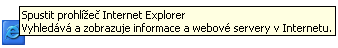 Spustit prohlížeč Internet Explorer
Vyhledává a zobrazuje informace a webové servery v Internetu.